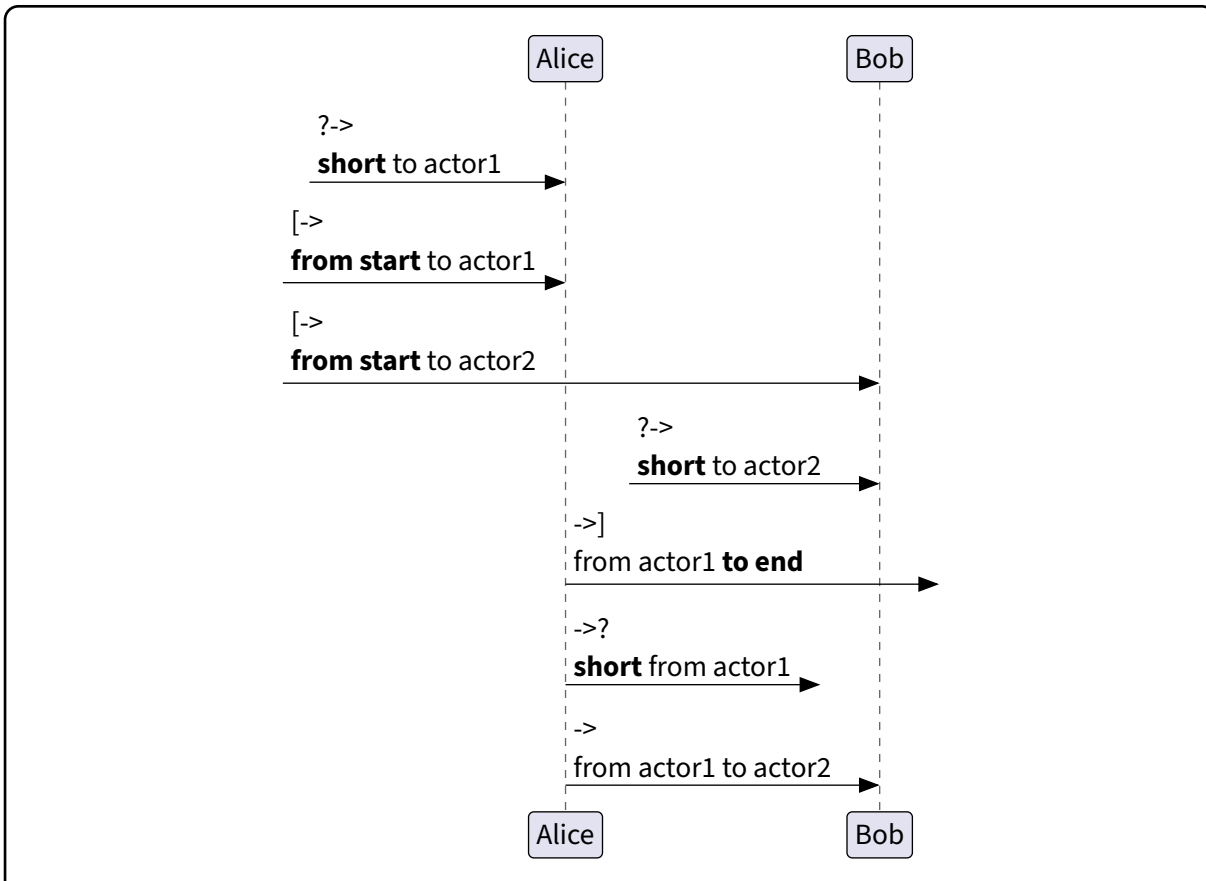 Alice
Bob
?->
short to actor1
[->
from start to actor1
[->
from start to actor2
?->
short to actor2
->]
from actor1 to end
->?
short from actor1
->
from actor1 to actor2
Alice
Bob